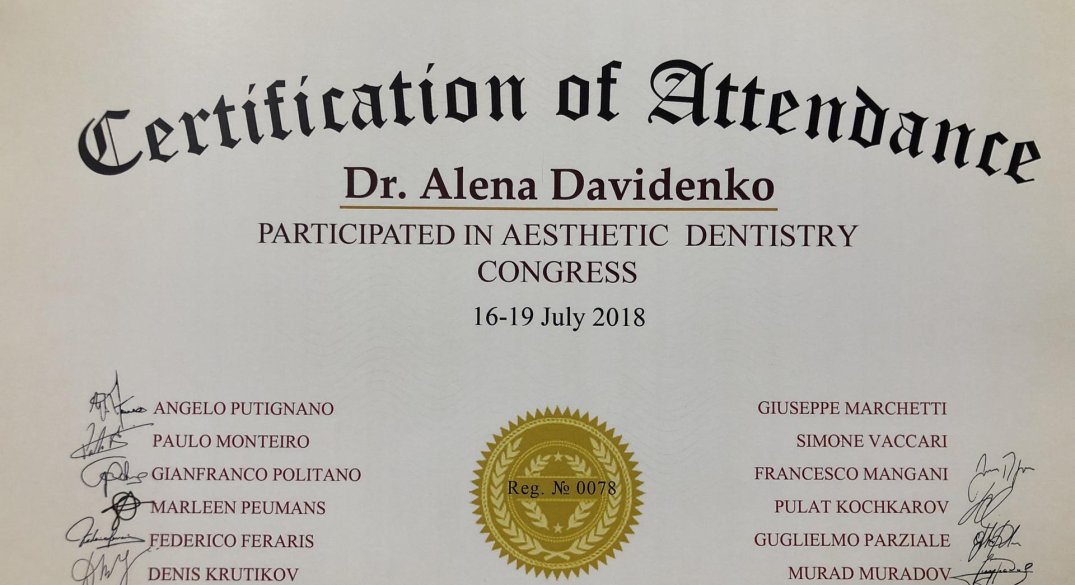 Certification of Attendance
Dr. Alena Davidenko
PARTICIPATED IN AESTHETIC DENTISTRY
CONGRESS
16-19 July 2018
ANGELO PUTIGNANO
PAULO MONTEIRO
GIANFRANCO POLITANO
MARLEEN PEUMANS
FEDERICO FERARIS
DENIS KRUTIKOV
Reg. № 0078
GIUSEPPE MARCHETTI
SIMONE VACCARI
FRANCESCO MANGANI
PULAT KOCHKAROV
GUGLIELMO PARZIALE
MURAD MURADOV